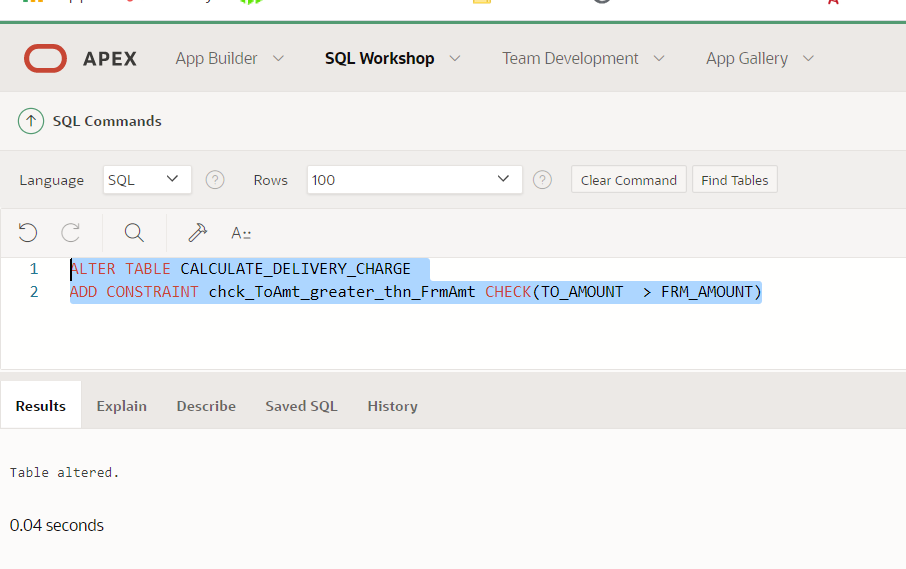 APEX App Builder SQL Workshop Team Development App Gallery
SQL Commands
Language SQL Rows 100 Clear Command Find Tables
A::
1 ALTER TABLE CALCULATE_DELIVERY_CHARGE
2 ADD CONSTRAINT chck_ToAmt_greater_thn_FrmAmt CHECK(TO_AMOUNT  > FRM_AMOUNT)
Results Explain Describe Saved SQL History
Table altered.
0.04 seconds